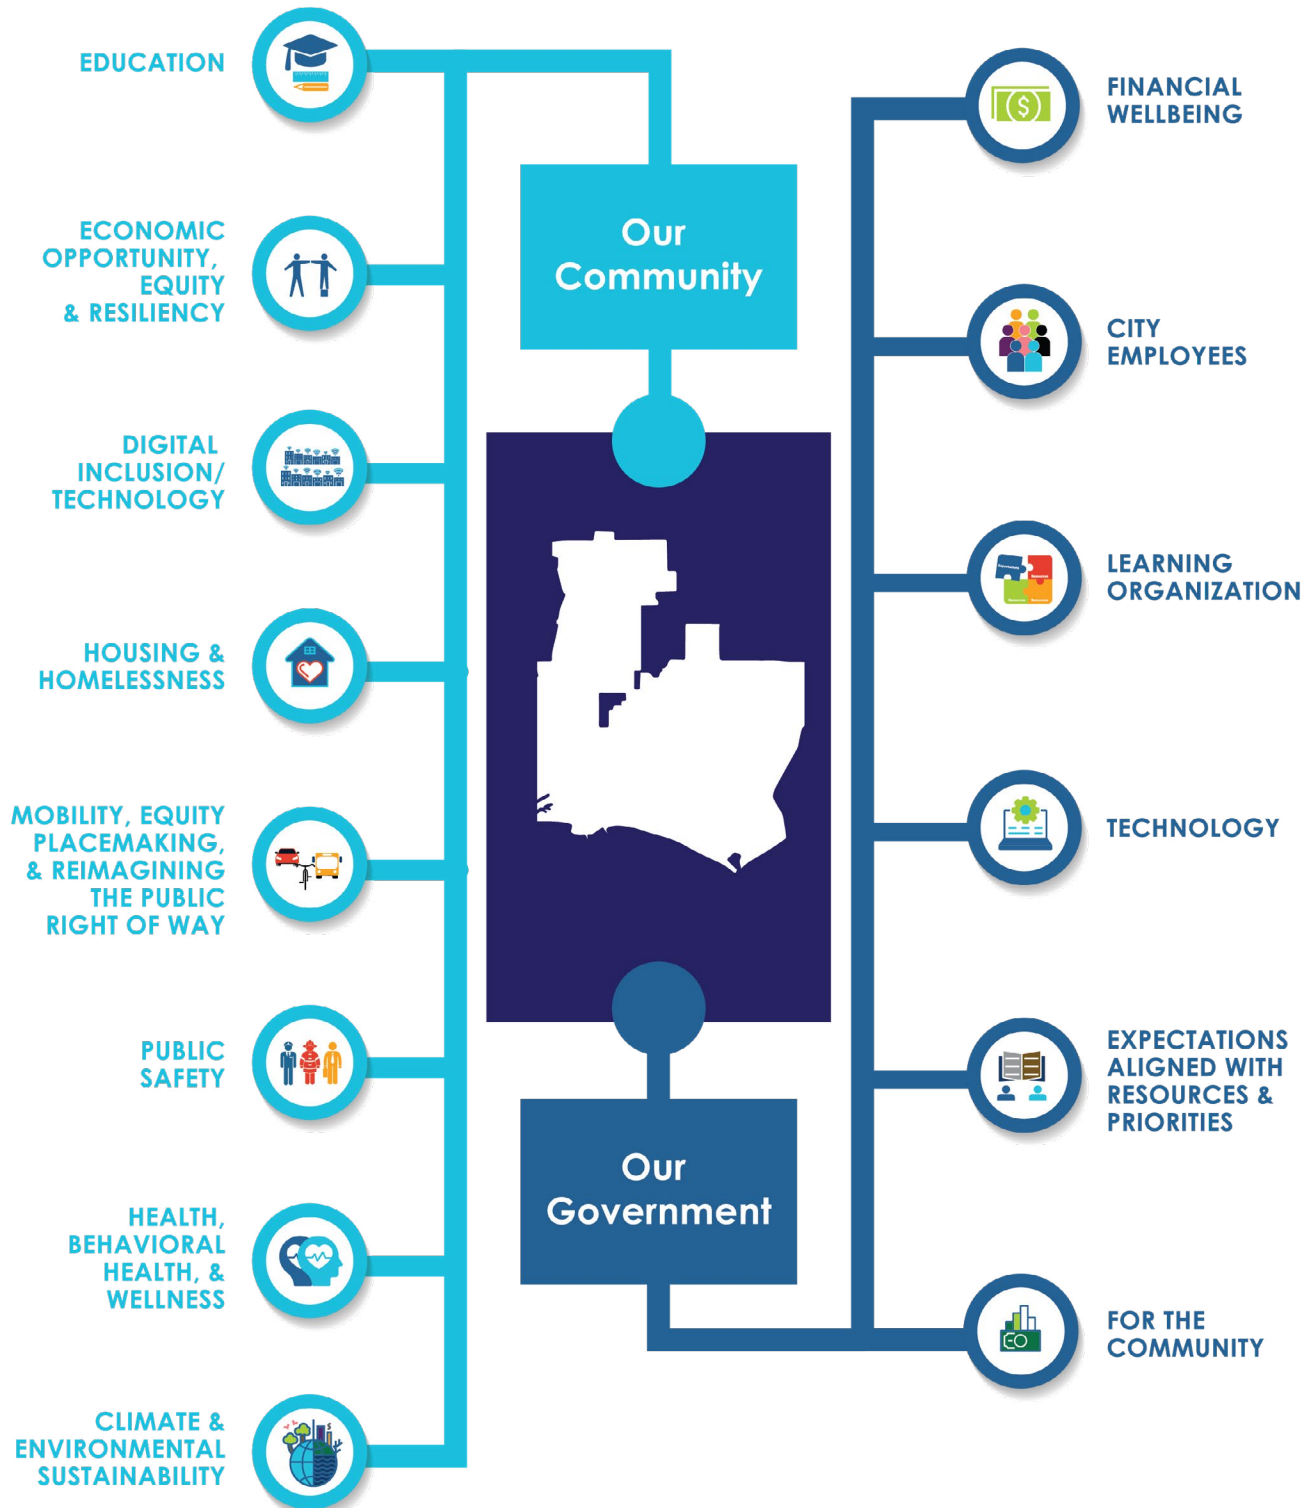 EDUCATION
ECONOMIC
OPPORTUNITY,
EQUITY
& RESILIENCY
DIGITAL
INCLUSION/
TECHNOLOGY
HOUSING &
HOMELESSNESS
MOBILITY, EQUITY
PLACEMAKING,
& REIMAGINING
THE PUBLIC
RIGHT OF WAY
PUBLIC
SAFETY
HEALTH,
BEHAVIORAL
HEALTH, &
WELLNESS
CLIMATE &
ENVIRONMENTAL
SUSTAINABILITY
Our
Community
Our
Government
FINANCIAL
WELLBEING
$
CITY
EMPLOYEES
LEARNING
ORGANIZATION
TECHNOLOGY
EXPECTATIONS
ALIGNED WITH
RESOURCES &
PRIORITIES
FOR THE
COMMUNITY